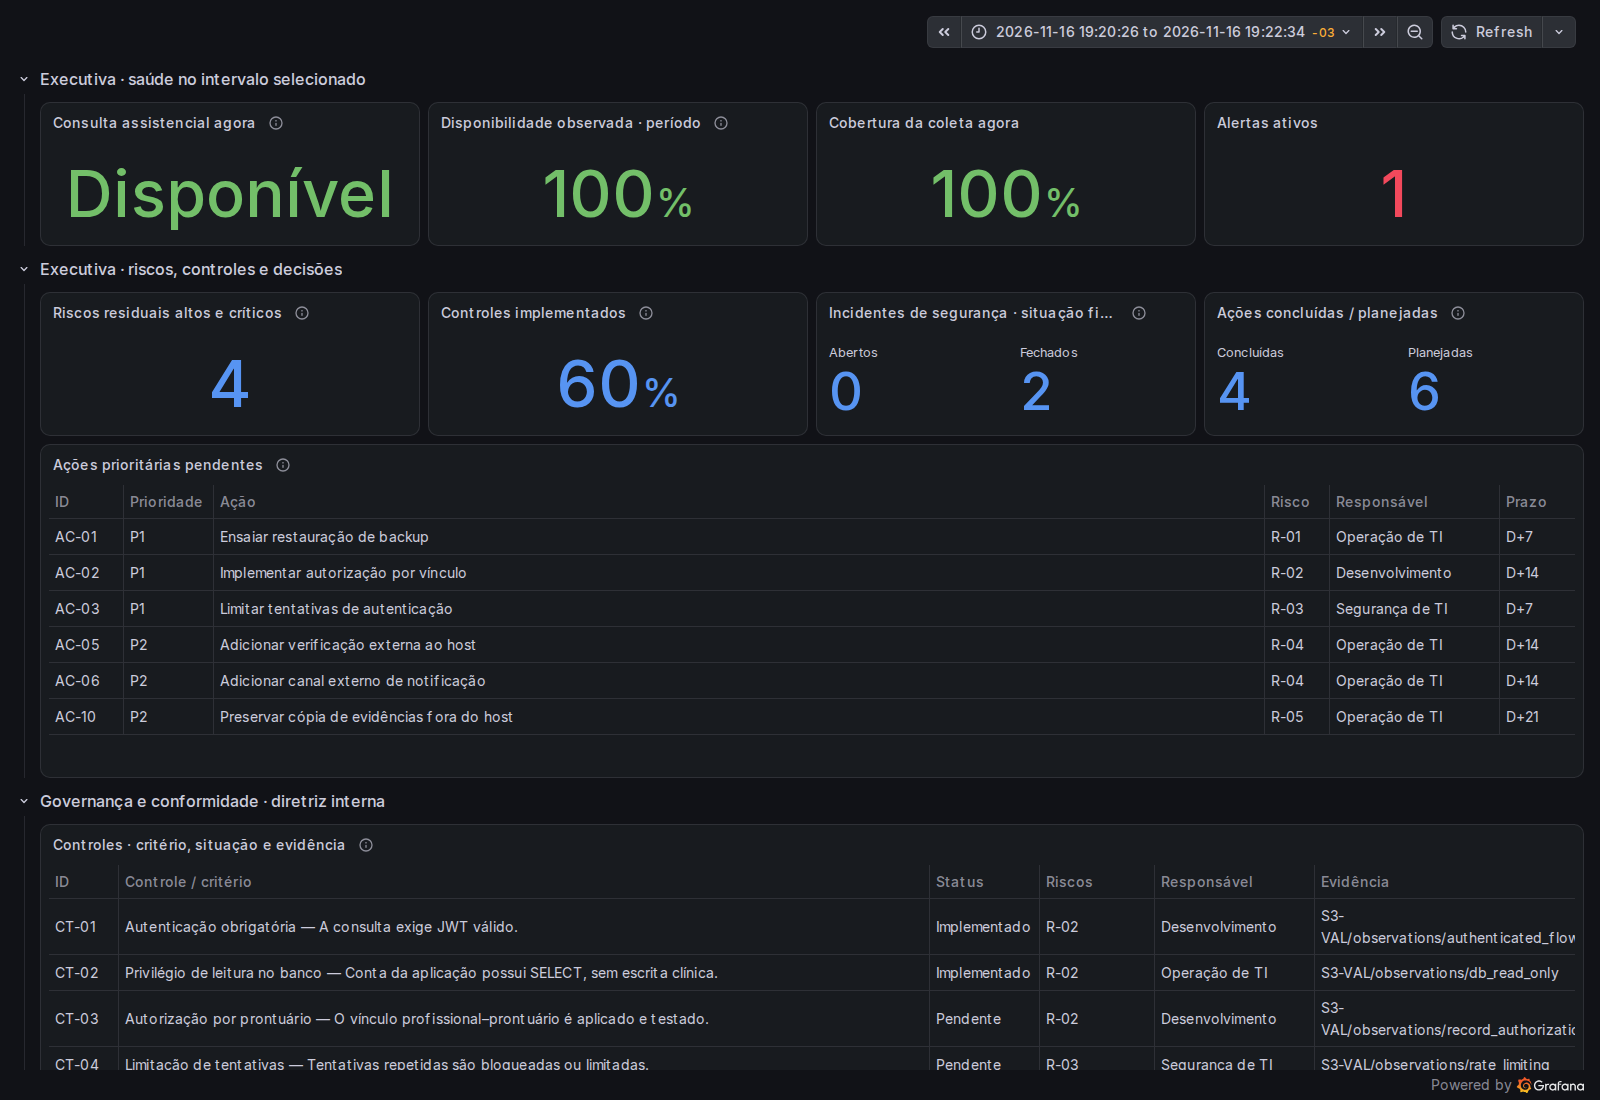 2026-11-16 19:20:26 to 2026-11-16 19:22:34 -03
Refresh
Executiva · saúde no intervalo selecionado
Consulta assistencial agora
Disponibilidade observada · período
Cobertura da coleta agora
Alertas ativos
Disponível
100%
100%
1
Executiva · riscos, controles e decisões
Riscos residuais altos e críticos
Controles implementados
Incidentes de segurança · situação fi...
Ações concluídas / planejadas
4
60%
Abertos
Fechados
0
2
Concluídas
Planejadas
4
6
Ações prioritárias pendentes
ID Prioridade Ação Risco Responsável Prazo
AC-01 P1 Ensaiar restauração de backup R-01 Operação de TI D+7
AC-02 P1 Implementar autorização por vínculo R-02 Desenvolvimento D+14
AC-03 P1 Limitar tentativas de autenticação R-03 Segurança de TI D+7
AC-05 P2 Adicionar verificação externa ao host R-04 Operação de TI D+14
AC-06 P2 Adicionar canal externo de notificação R-04 Operação de TI D+14
AC-10 P2 Preservar cópia de evidências fora do host R-05 Operação de TI D+21
Governança e conformidade · diretriz interna
Controles · critério, situação e evidência
ID Controle / critério Status Riscos Responsável Evidência
CT-01 Autenticação obrigatória — A consulta exige JWT válido. Implementado R-02 Desenvolvimento S3-
VAL/observations/authenticated_flow
CT-02 Privilégio de leitura no banco — Conta da aplicação possui SELECT, sem escrita clínica. Implementado R-02 Operação de TI S3-VAL/observations/db_read_only
CT-03 Autorização por prontuário — O vínculo profissional–prontuário é aplicado e testado. Pendente R-02 Desenvolvimento S3-
VAL/observations/record_authorizatio
CT-04 Limitação de tentativas — Tentativas repetidas são bloqueadas ou limitadas. Pendente R-03 Segurança de TI S3-VAL/observations/rate_limiting
Powered by Grafana